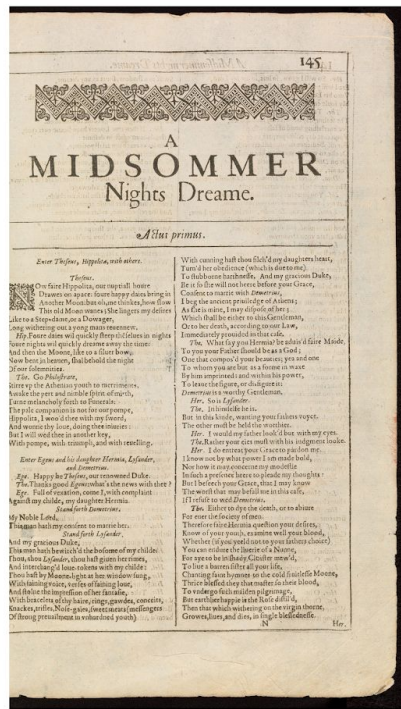 145
A
MIDSOMMER
Nights Dreame.
Actus primus.
Enter Theseus, Hippolita, with others.
Theseus.
NOw faire Hippolita, our nuptiall houre
Drawes on apace: foure happy daies bring in
Another Moon: but oh, me thinkes, how slow
This old Moon wanes; She lingers my desires
Like to a Step-dame, or a Dowager,
Long withering out a yong mans revennew.
Hip. Foure daies wil quickly steep thēselves in nights
Foure nights wil quickly dreame away the time:
And then the Moone, like to a silver bow,
Now bent in heaven, shal behold the night
Of our solemnities.
The. Go Philostrate,
Stirre up the Athenian youth to merriments,
Awake the pert and nimble spirit of mirth,
Turne melancholy forth to Funerals:
The pale companion is not for our pompe,
Hippolita, I woo'd thee with my sword,
And wonne thy love, doing thee injuries:
But I will wed thee in another key,
With pompe, with triumph, and with revelling.
Enter Egeus and his daughter Hermia, Lysander,
and Demetrius.
Ege. Happy be Theseus, our renowned Duke.
The. Thanks good Egeus: what's the news with thee?
Ege. Full of vexation, come I, with complaint
Against my childe, my daughter Hermia.
Stand forth Demetrius.
My Noble Lord,
This man hath my consent to marrie her.
Stand forth Lysander.
And my gracious Duke,
This man hath bewitch'd the bosome of my childe:
Thou, thou Lysander, thou hast given her rimes,
And interchang'd love-tokens with my childe:
Thou hast by Moone-light at her window sung,
With faining voice, verses of faining love,
And stolne the impression of her fantasie,
With bracelets of thy haire, rings, gawdes, conceits,
Knackes, trifles, Nose-gaies, sweet meats (messengers
Of strong prevailment in unhardned youth)
With cunning hast thou filch'd my daughters heart,
Turn'd her obedience (which is due to me)
To stubborne harshnesse. And my gracious Duke,
Be it so she will not heere before your Grace,
Consent to marrie with Demetrius,
I beg the ancient priviledge of Athens;
As she is mine, I may dispose of her;
Which shall be either to this Gentleman,
Or to her death, according to our Law,
Immediately provided in that case.
The. What say you Hermia? be advis'd faire Maide,
To you your Father should be as a God;
One that compos'd your beauties; yea and one
To whom you are but as a forme in waxe
By him imprinted: and within his power,
To leave the figure, or disfigure it:
Demetrius is a worthy Gentleman.
Her. So is Lysander.
The. In himselfe he is.
But in this kinde, wanting your fathers voyce,
The other must be held the worthier.
Her. I would my father look'd but with my eyes.
The. Rather your eies must with his judgment looke.
Her. I do entreat your Grace to pardon me.
I know not by what power I am made bold,
Nor how it may concerne my modestie
In such a presence heere to pleade my thoughts:
But I beseech your Grace, that I may know
The worst that may befall me in this case,
If I refuse to wed Demetrius.
The. Either to dye the death, or to abjure
For ever the society of men.
Therefore faire Hermia question your desires,
Know of your youth, examine well your blood,
Whether (if you yeeld not to your fathers choice)
You can endure the liverie of a Nunne,
For aye to be in shady Cloister mew'd,
To live a barren sister all your life,
Chanting faint hymnes to the cold fruitlesse Moone,
Thrice blessed they that master so their blood,
To undergo such maiden pilgrimage,
But earthlier happie is the Rose distil'd,
Then that which withering on the virgin thorne,
Growes, lives, and dies, in single blessednesse.
N
Her.